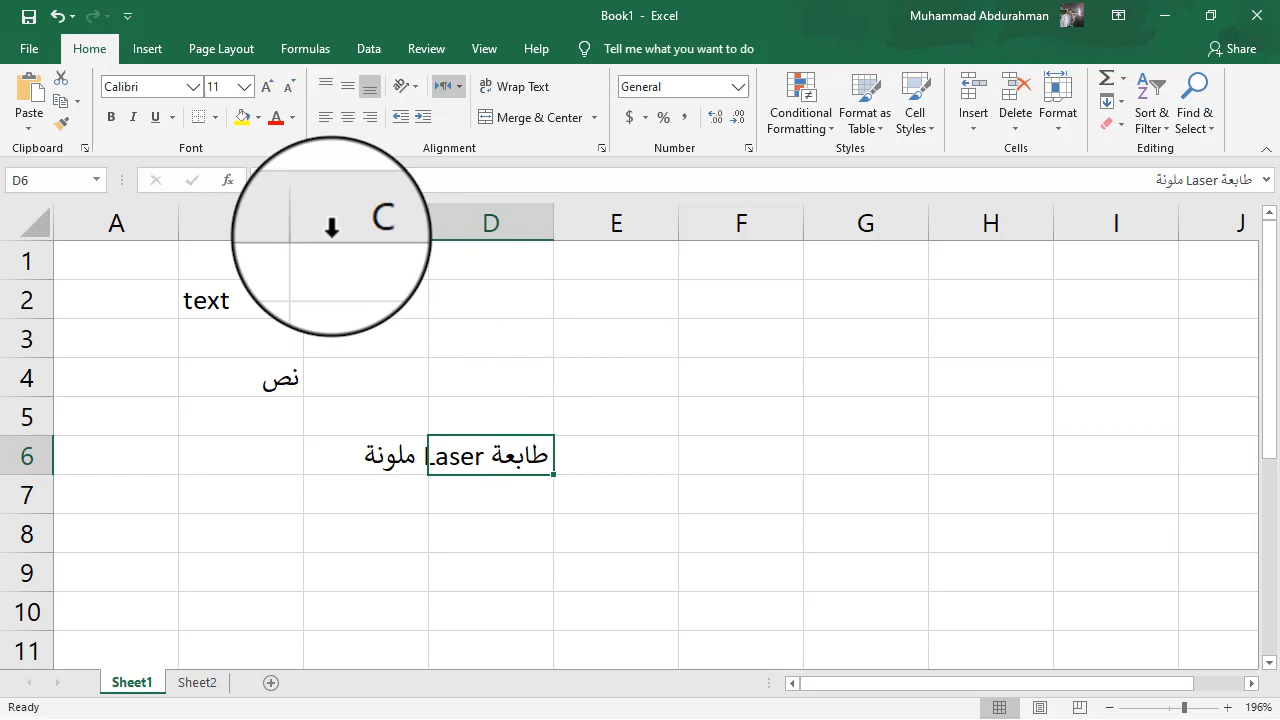 Book1 - Excel
Muhammad Abdurahman
File Home Insert Page Layout Formulas Data Review View Help Tell me what you want to do Share
Calibri 11 Wrap Text General
Paste B I U Merge & Center $ % Conditional Formatting Format as Table Cell Styles Insert Delete Format Sort & Filter Find & Select
Clipboard Font Alignment Number Styles Cells Editing
D6 fx طابعة Laser ملونة
A C D E F G H I J
1
2 text
3
4 نص
5
6 طابعة Laser ملونة
7
8
9
10
11
Sheet1 Sheet2
Ready 196%